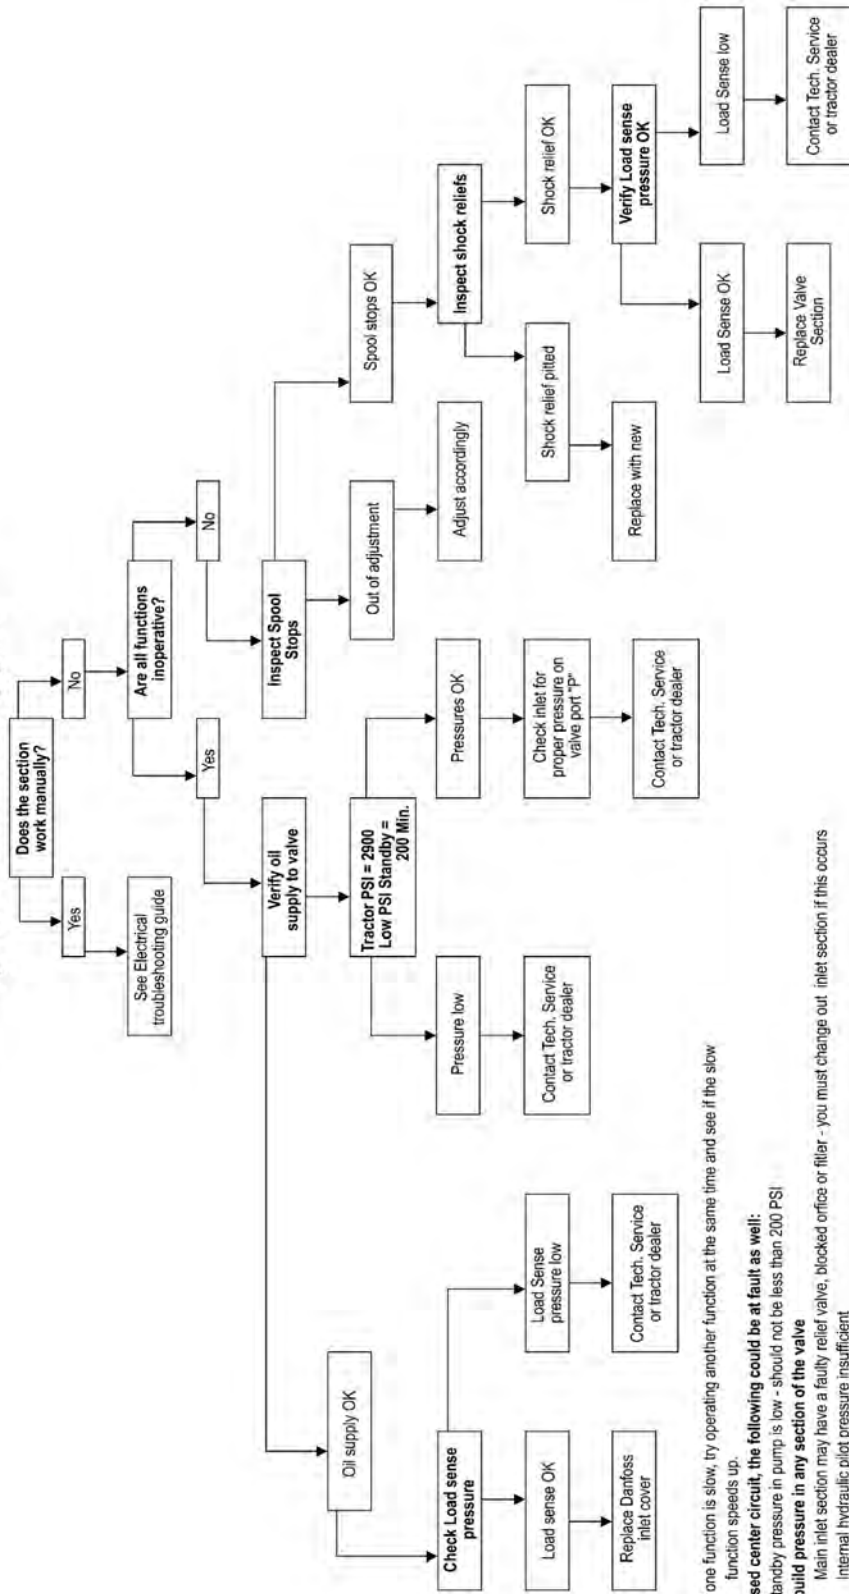 Does the section
work manually?
Yes
No
See Electrical
troubleshooting guide
Are all functions
inoperative?
Yes
No
Verify oil
supply to valve
Inspect Spool
Stops
Oil supply OK
Tractor PSI = 2900
Low PSI Standby =
200 Min.
Out of adjustment
Spool stops OK
Check Load sense
pressure
Pressure low
Pressures OK
Adjust accordingly
Inspect shock reliefs
Load sense OK
Load Sense
pressure low
Contact Tech. Service
or tractor dealer
Check inlet for
proper pressure on
valve port "P"
Shock relief pitted
Shock relief OK
Replace Danfoss
inlet cover
Contact Tech. Service
or tractor dealer
Contact Tech. Service
or tractor dealer
Replace with new
Verify Load sense
pressure OK
Load Sense OK
Load Sense low
Replace Valve
Section
Contact Tech. Service
or tractor dealer
one function is slow, try operating another function at the same time and see if the slow
function speeds up.
sed center circuit, the following could be at fault as well:
tandby pressure in pump is low - should not be less than 200 PSI
build pressure in any section of the valve
Main inlet section may have a faulty relief valve, blocked orfice or fitler - you must change out inlet section if this occurs
Internal hydraulic pilot pressure insufficient